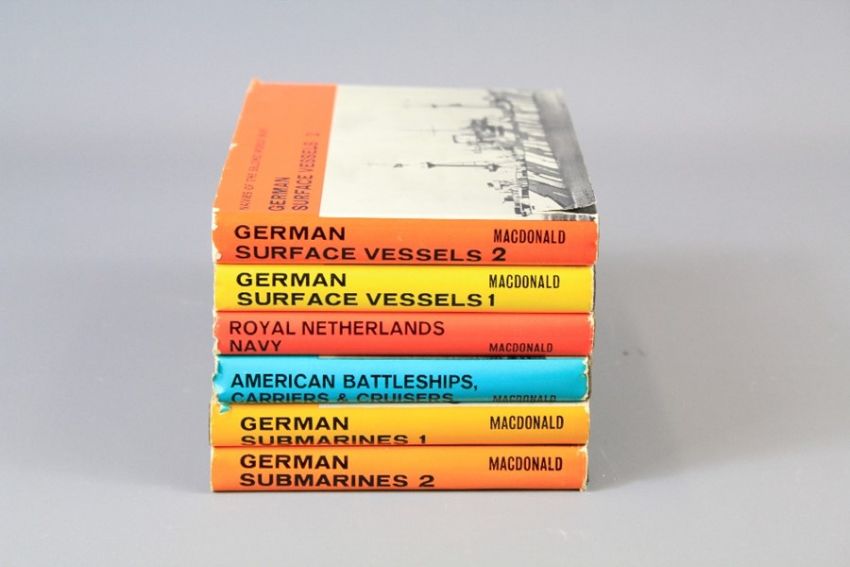 NAVIES OF THE SECOND WORLD WAR
GERMAN
SURFACE VESSELS 2
GERMAN
SURFACE VESSELS 2
MACDONALD
GERMAN
SURFACE VESSELS 1
MACDONALD
ROYAL NETHERLANDS
NAVY
MACDONALD
AMERICAN BATTLESHIPS,
CARRIERS & CRUISERS
MACDONALD
GERMAN
SUBMARINES 1
MACDONALD
GERMAN
SUBMARINES 2
MACDONALD